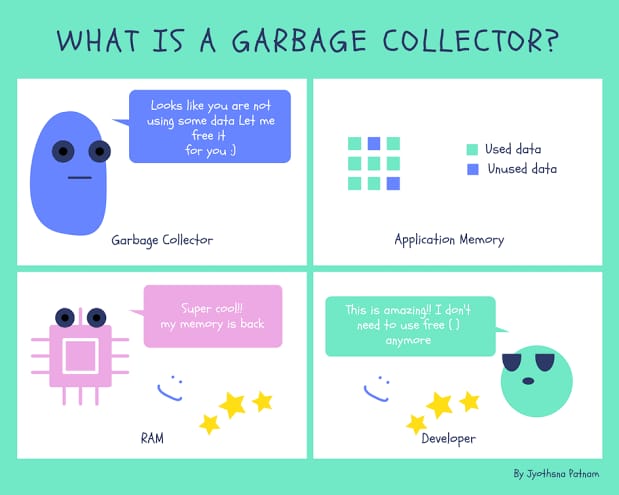 WHAT IS A GARBAGE COLLECTOR?
Looks like you are not
using some data Let me
free it
for you :)
Garbage Collector
Used data
Unused data
Application Memory
Super cool!!!
my memory is back
RAM
This is amazing!! I don't
need to use free ( )
anymore
Developer
By Jyothsna Patnam